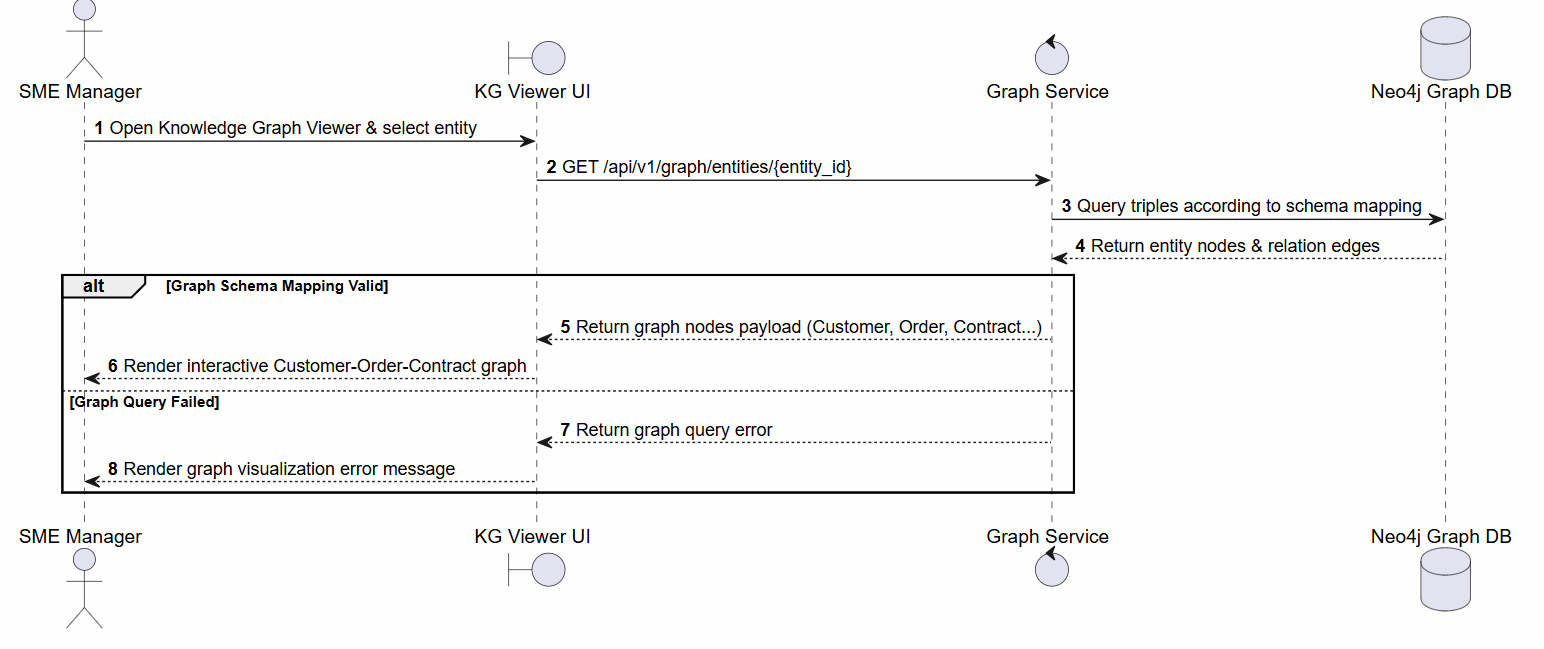 SME Manager
KG Viewer UI
Graph Service
Neo4j Graph DB
1 Open Knowledge Graph Viewer & select entity
2 GET /api/v1/graph/entities/{entity_id}
3 Query triples according to schema mapping
4 Return entity nodes & relation edges
alt [Graph Schema Mapping Valid]
5 Return graph nodes payload (Customer, Order, Contract...)
6 Render interactive Customer-Order-Contract graph
[Graph Query Failed]
7 Return graph query error
8 Render graph visualization error message
SME Manager
KG Viewer UI
Graph Service
Neo4j Graph DB